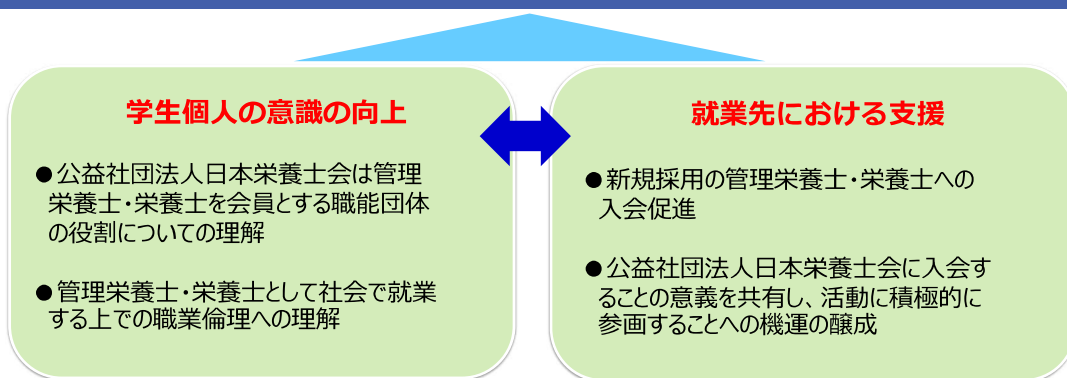 学生個人の意識の向上
●公益社団法人日本栄養士会は管理
栄養士・栄養士を会員とする職能団体
の役割についての理解
●管理栄養士・栄養士として社会で就業
する上での職業倫理への理解
就業先における支援
●新規採用の管理栄養士・栄養士への
入会促進
●公益社団法人日本栄養士会に入会す
ることの意義を共有し、活動に積極的に
参画することへの機運の醸成